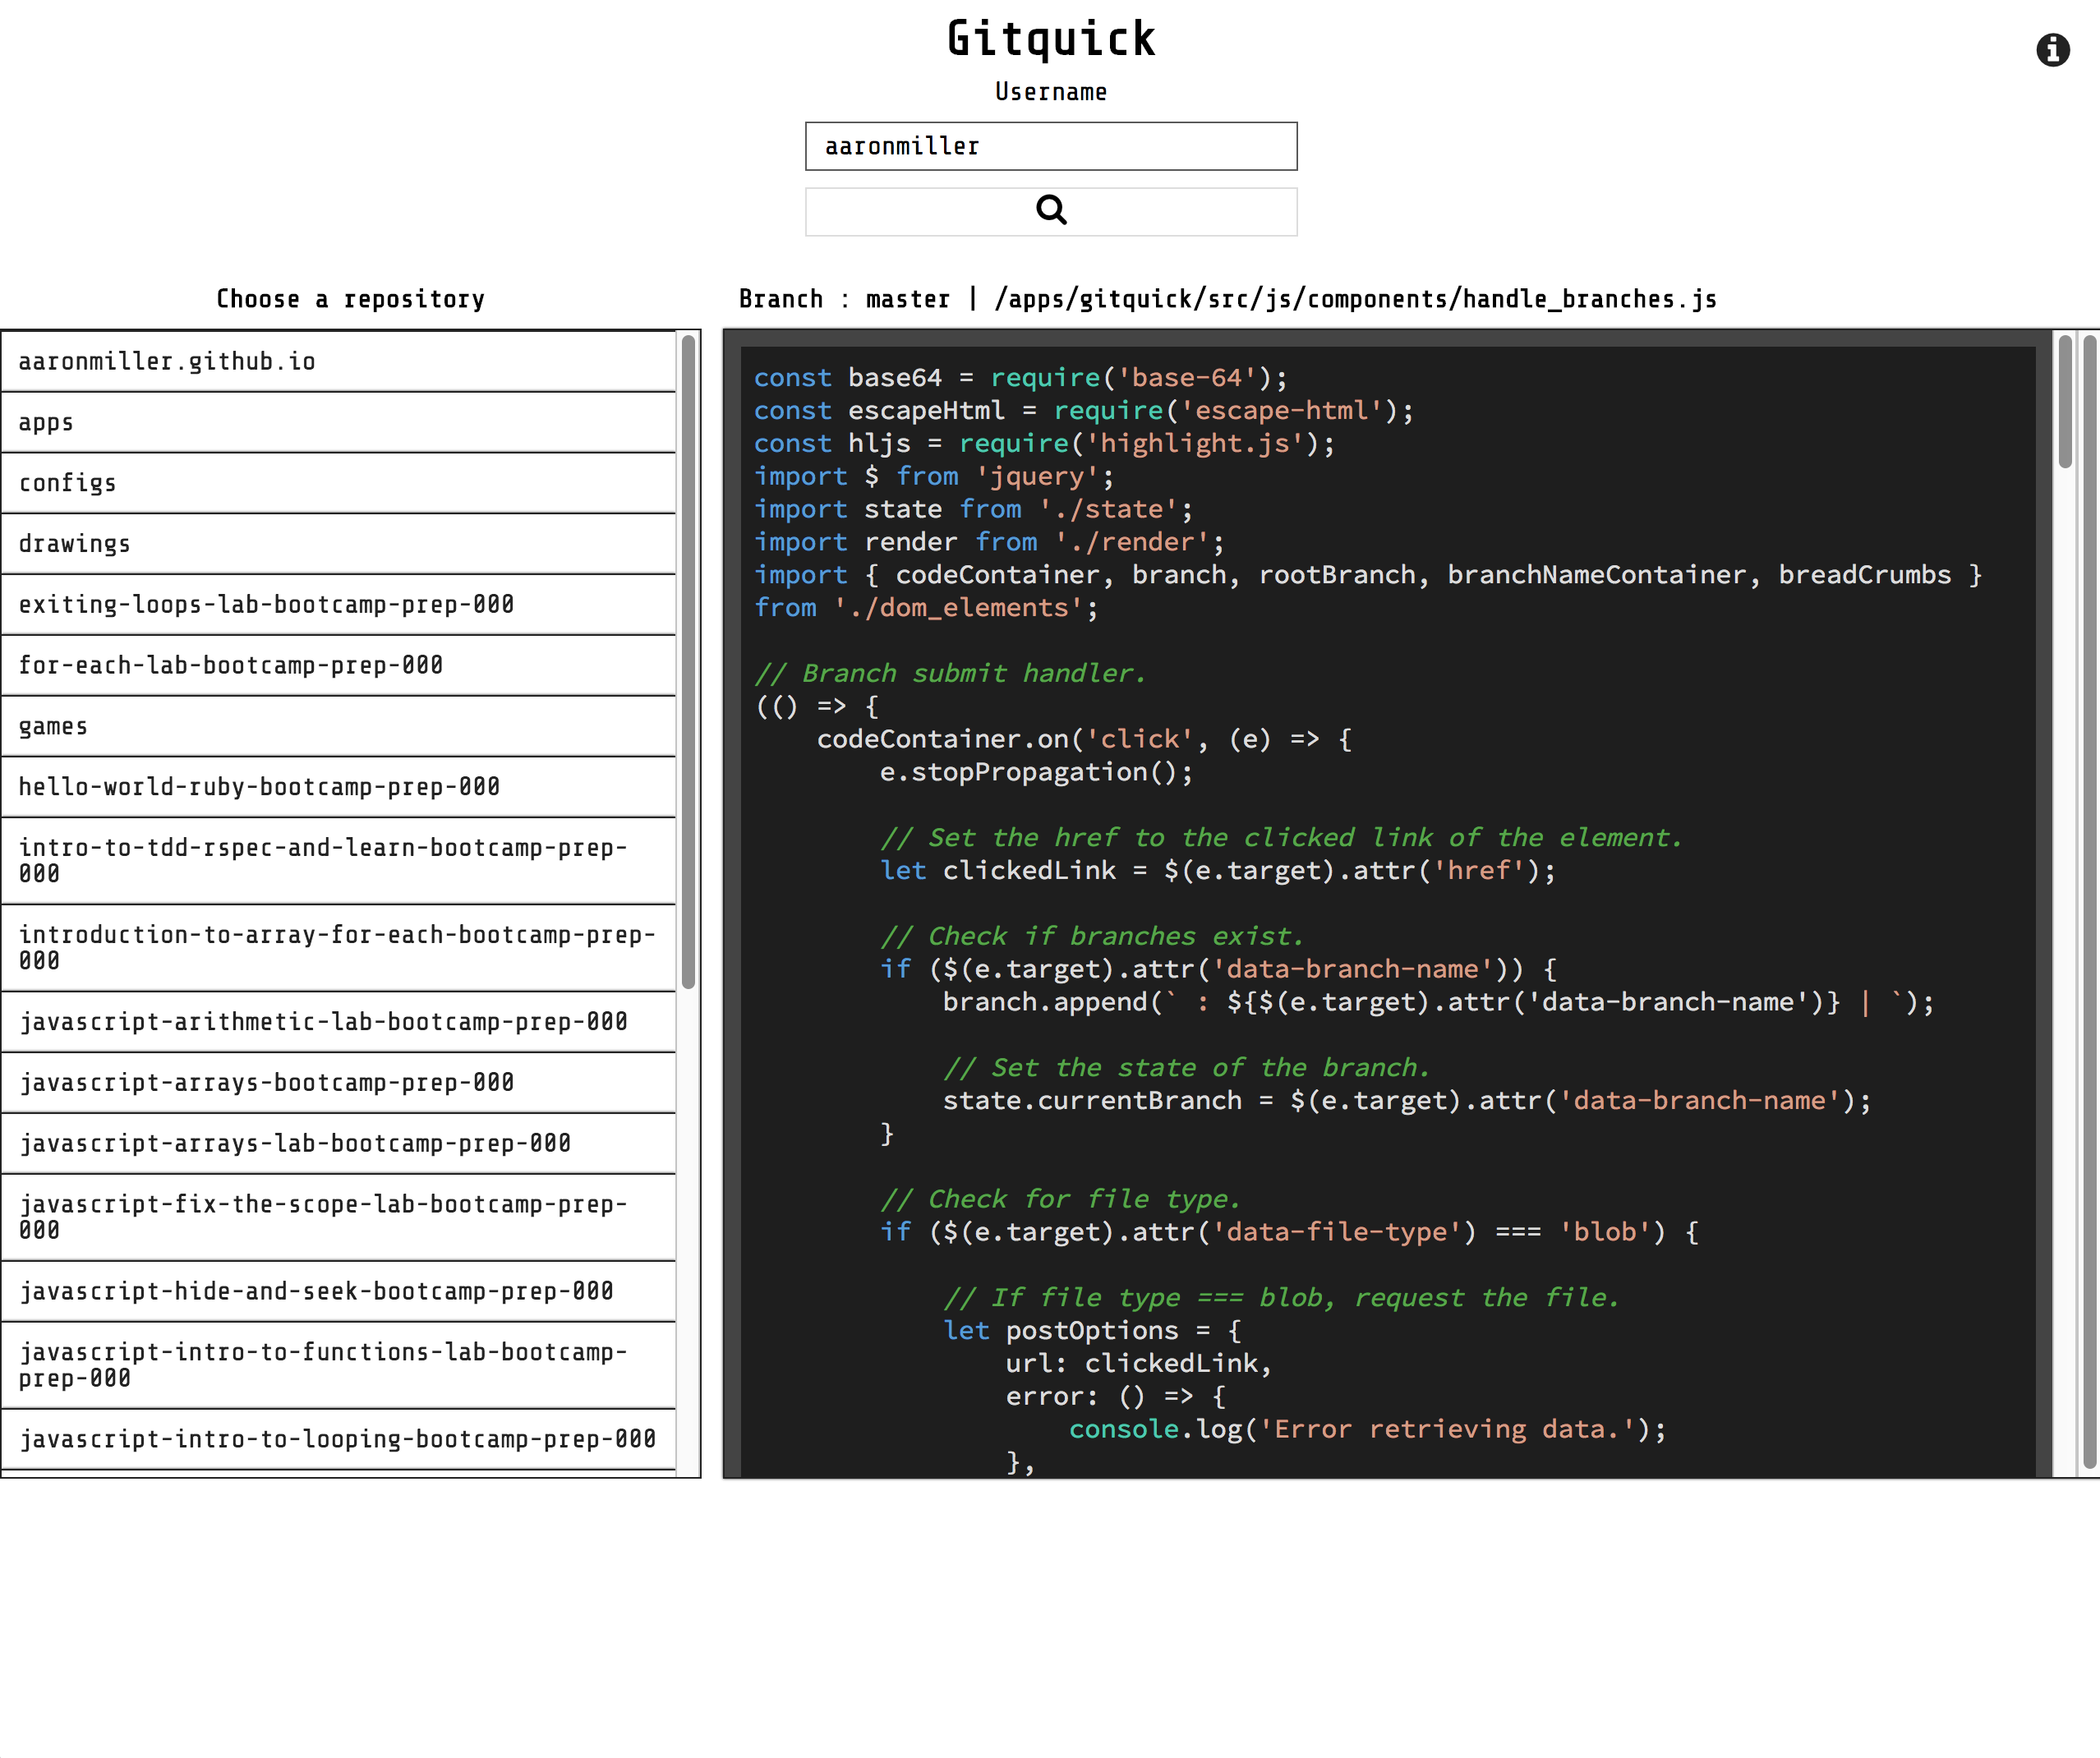 Gitquick
Username
aaronmiller
Choose a repository
aaronmiller.github.io
apps
configs
drawings
exiting-loops-lab-bootcamp-prep-000
for-each-lab-bootcamp-prep-000
games
hello-world-ruby-bootcamp-prep-000
intro-to-tdd-rspec-and-learn-bootcamp-prep-
000
introduction-to-array-for-each-bootcamp-prep-
000
javascript-arithmetic-lab-bootcamp-prep-000
javascript-arrays-bootcamp-prep-000
javascript-arrays-lab-bootcamp-prep-000
javascript-fix-the-scope-lab-bootcamp-prep-
000
javascript-hide-and-seek-bootcamp-prep-000
javascript-intro-to-functions-lab-bootcamp-
prep-000
javascript-intro-to-looping-bootcamp-prep-000
Branch : master | /apps/gitquick/src/js/components/handle_branches.js
const base64 = require('base-64');
const escapeHtml = require('escape-html');
const hljs = require('highlight.js');
import $ from 'jquery';
import state from './state';
import render from './render';
import { codeContainer, branch, rootBranch, branchNameContainer, breadCrumbs }
from './dom_elements';
// Branch submit handler.
(() => {
    codeContainer.on('click', (e) => {
        e.stopPropagation();
        // Set the href to the clicked link of the element.
        let clickedLink = $(e.target).attr('href');
        // Check if branches exist.
        if ($(e.target).attr('data-branch-name')) {
            branch.append(` : ${$(e.target).attr('data-branch-name')} | `);
            // Set the state of the branch.
            state.currentBranch = $(e.target).attr('data-branch-name');
        }
        // Check for file type.
        if ($(e.target).attr('data-file-type') === 'blob') {
            // If file type === blob, request the file.
            let postOptions = {
                url: clickedLink,
                error: () => {
                    console.log('Error retrieving data.');
                },